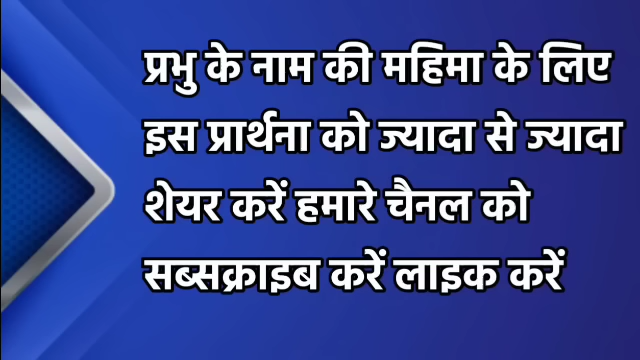 प्रभु के नाम की महिमा के लिए
इस प्रार्थना को ज्यादा से ज्यादा
शेयर करें हमारे चैनल को
सब्सक्राइब करें लाइक करें